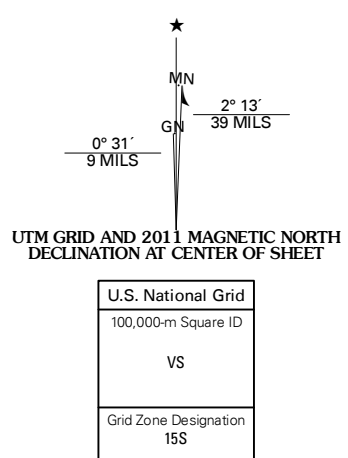 MN
GN
2° 13´
39 MILS
0° 31´
9 MILS
UTM GRID AND 2011 MAGNETIC NORTH
DECLINATION AT CENTER OF SHEET
U.S. National Grid
100,000-m Square ID
VS
Grid Zone Designation
15S